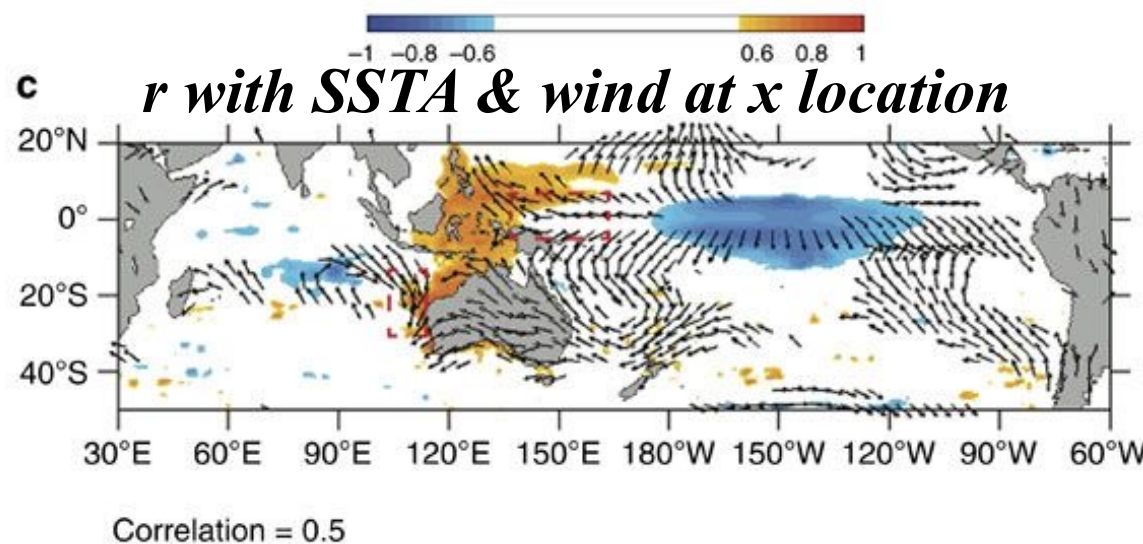 −1 −0.8 −0.6 0.6 0.8 1
c r with SSTA & wind at x location
20°N
0°
20°S
40°S
30°E 60°E 90°E 120°E 150°E 180°W 150°W 120°W 90°W 60°W
Correlation = 0.5